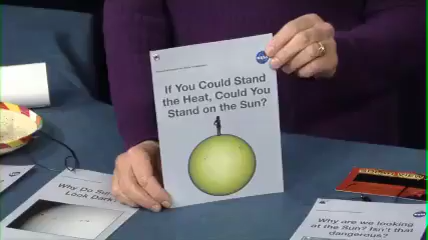 If You Could Stand
the Heat, Could You
Stand on the Sun?
Why Do Su
Look Dark?
Why are we looking
at the Sun? Isn't that
dangerous?